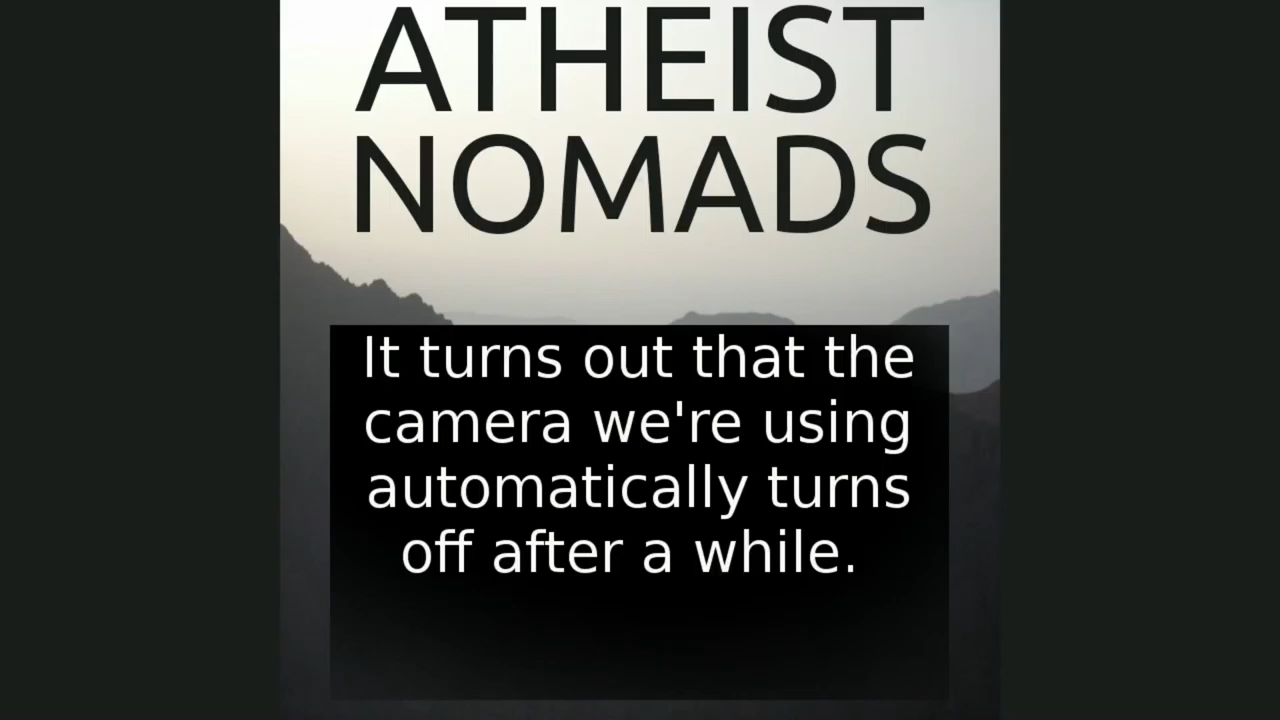 ATHEIST
NOMADS
It turns out that the
camera we're using
automatically turns
off after a while.